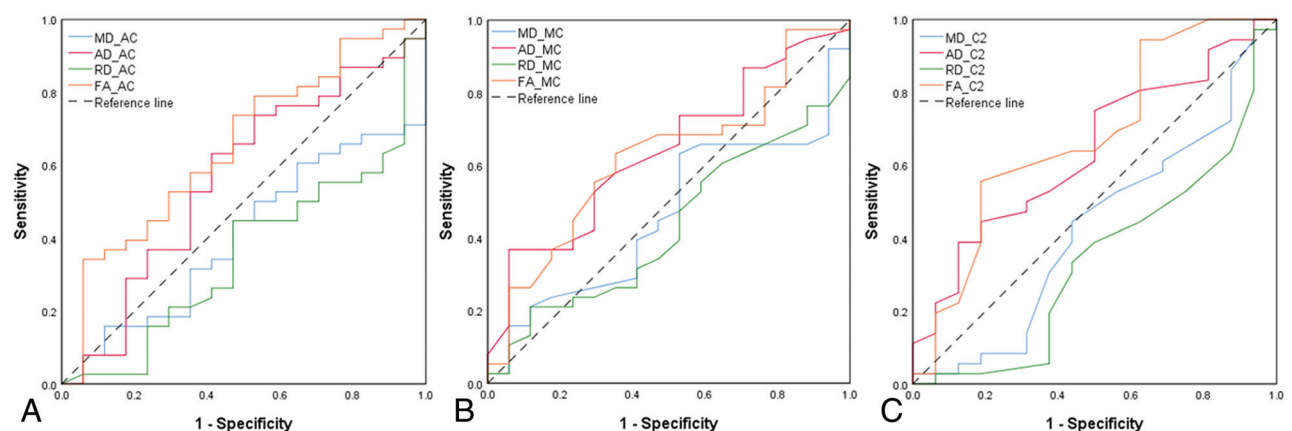 MD_AC
AD_AC
RD_AC
FA_AC
Reference line
1.0
0.8
0.6
0.4
0.2
0.0
Sensitivity
0.0 0.2 0.4 0.6 0.8 1.0
1 - Specificity
A
MD_MC
AD_MC
RD_MC
FA_MC
Reference line
1.0
0.8
0.6
0.4
0.2
0.0
Sensitivity
0.0 0.2 0.4 0.6 0.8 1.0
1 - Specificity
B
MD_C2
AD_C2
RD_C2
FA_C2
Reference line
1.0
0.8
0.6
0.4
0.2
0.0
Sensitivity
0.0 0.2 0.4 0.6 0.8 1.0
1 - Specificity
C